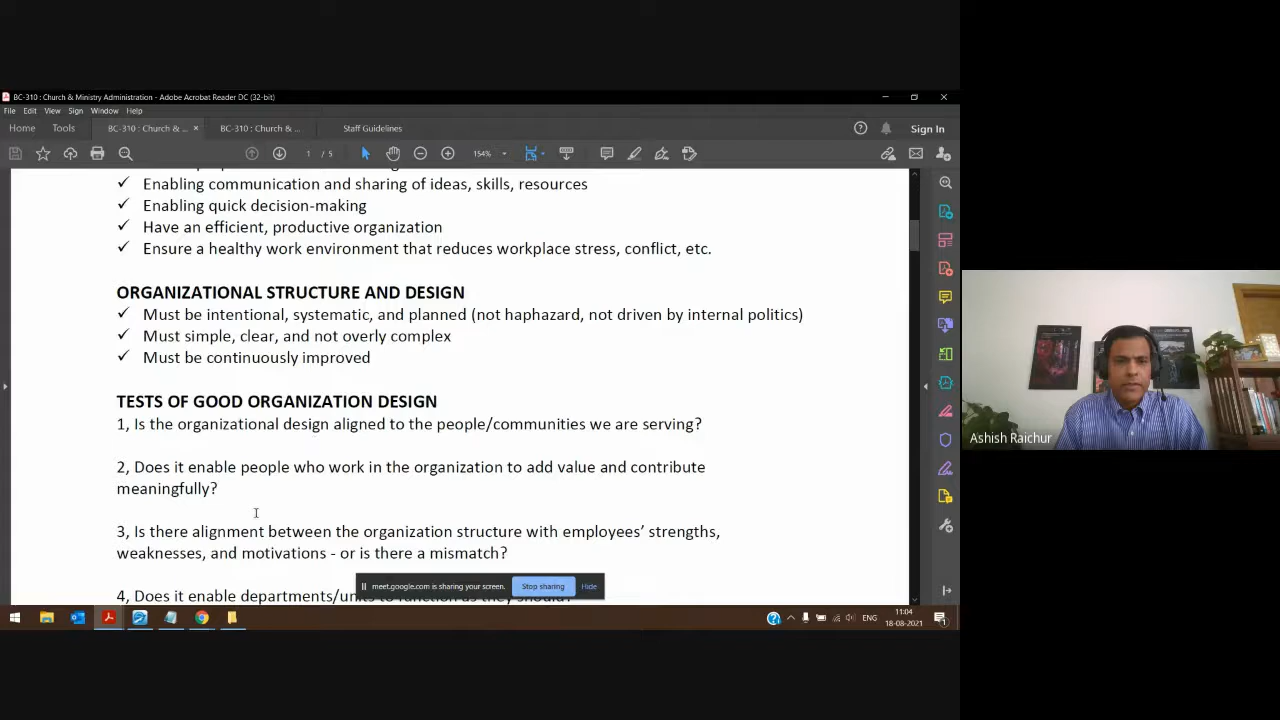 BC-310 : Church & Ministry Administration - Adobe Acrobat Reader DC (32-bit)
File Edit View Sign Window Help
Home Tools BC-310 : Church & ... × BC-310 : Church & ... Staff Guidelines Sign In
1 / 5 154%
✓ Enabling communication and sharing of ideas, skills, resources
✓ Enabling quick decision-making
✓ Have an efficient, productive organization
✓ Ensure a healthy work environment that reduces workplace stress, conflict, etc.
ORGANIZATIONAL STRUCTURE AND DESIGN
✓ Must be intentional, systematic, and planned (not haphazard, not driven by internal politics)
✓ Must simple, clear, and not overly complex
✓ Must be continuously improved
TESTS OF GOOD ORGANIZATION DESIGN
1, Is the organizational design aligned to the people/communities we are serving?
2, Does it enable people who work in the organization to add value and contribute
meaningfully?
3, Is there alignment between the organization structure with employees' strengths,
weaknesses, and motivations - or is there a mismatch?
4, Does it enable departments/units to function as they should?
meet.google.com is sharing your screen. Stop sharing Hide
Ashish Raichur
ENG
11:04
18-08-2021